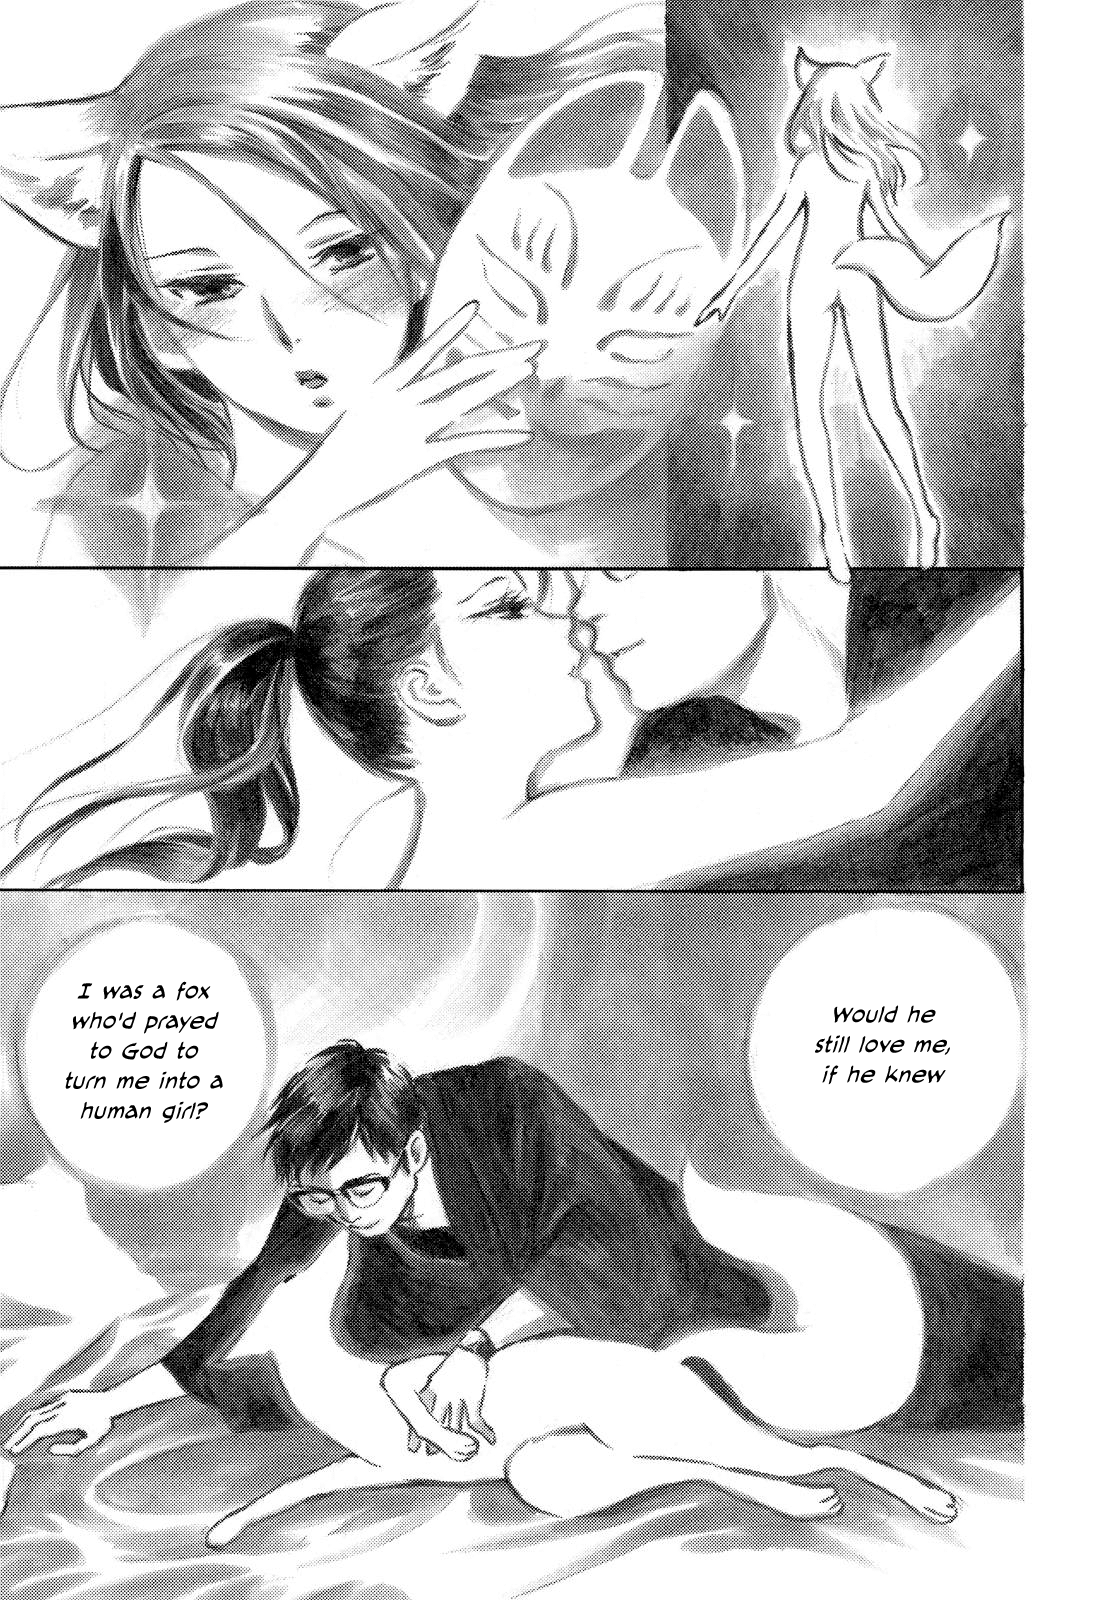 Would he
still love me,
if he knew
I was a fox
who'd prayed
to God to
turn me into a
human girl?